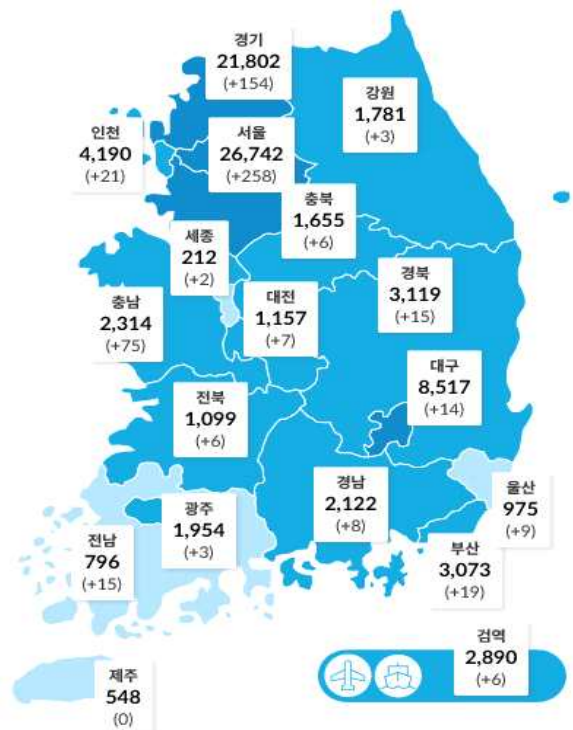 경기
21,802
(+154)
강원
1,781
(+3)
인천
4,190
(+21)
서울
26,742
(+258)
충북
1,655
(+6)
세종
212
(+2)
경북
3,119
(+15)
충남
2,314
(+75)
대전
1,157
(+7)
대구
8,517
(+14)
전북
1,099
(+6)
경남
2,122
(+8)
울산
975
(+9)
광주
1,954
(+3)
전남
796
(+15)
부산
3,073
(+19)
검역
2,890
(+6)
제주
548
(0)